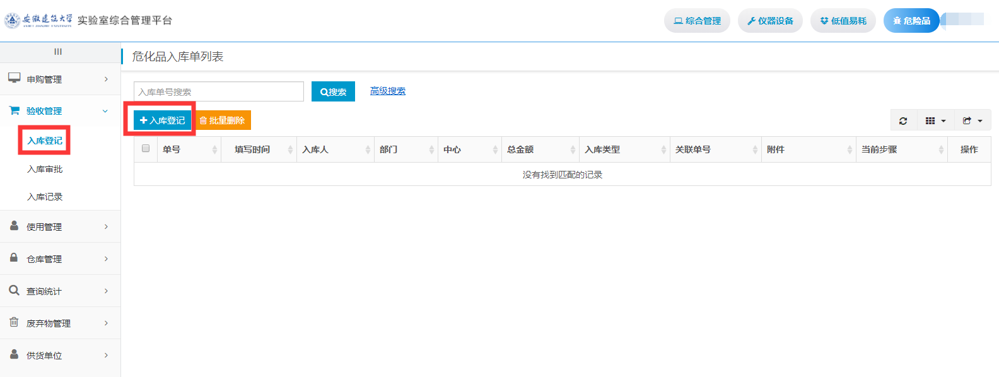 安徽建筑大学 实验室综合管理平台
ANHUI JIANZHU UNIVERSITY
综合管理 仪器设备 低值易耗 危险品
危化品入库单列表
申购管理
验收管理
入库登记
入库审批
入库记录
使用管理
仓库管理
查询统计
废弃物管理
供货单位
入库单号搜索 搜索 高级搜索
入库登记 批量删除
单号 填写时间 入库人 部门 中心 总金额 入库类型 关联单号 附件 当前步骤 操作
没有找到匹配的记录